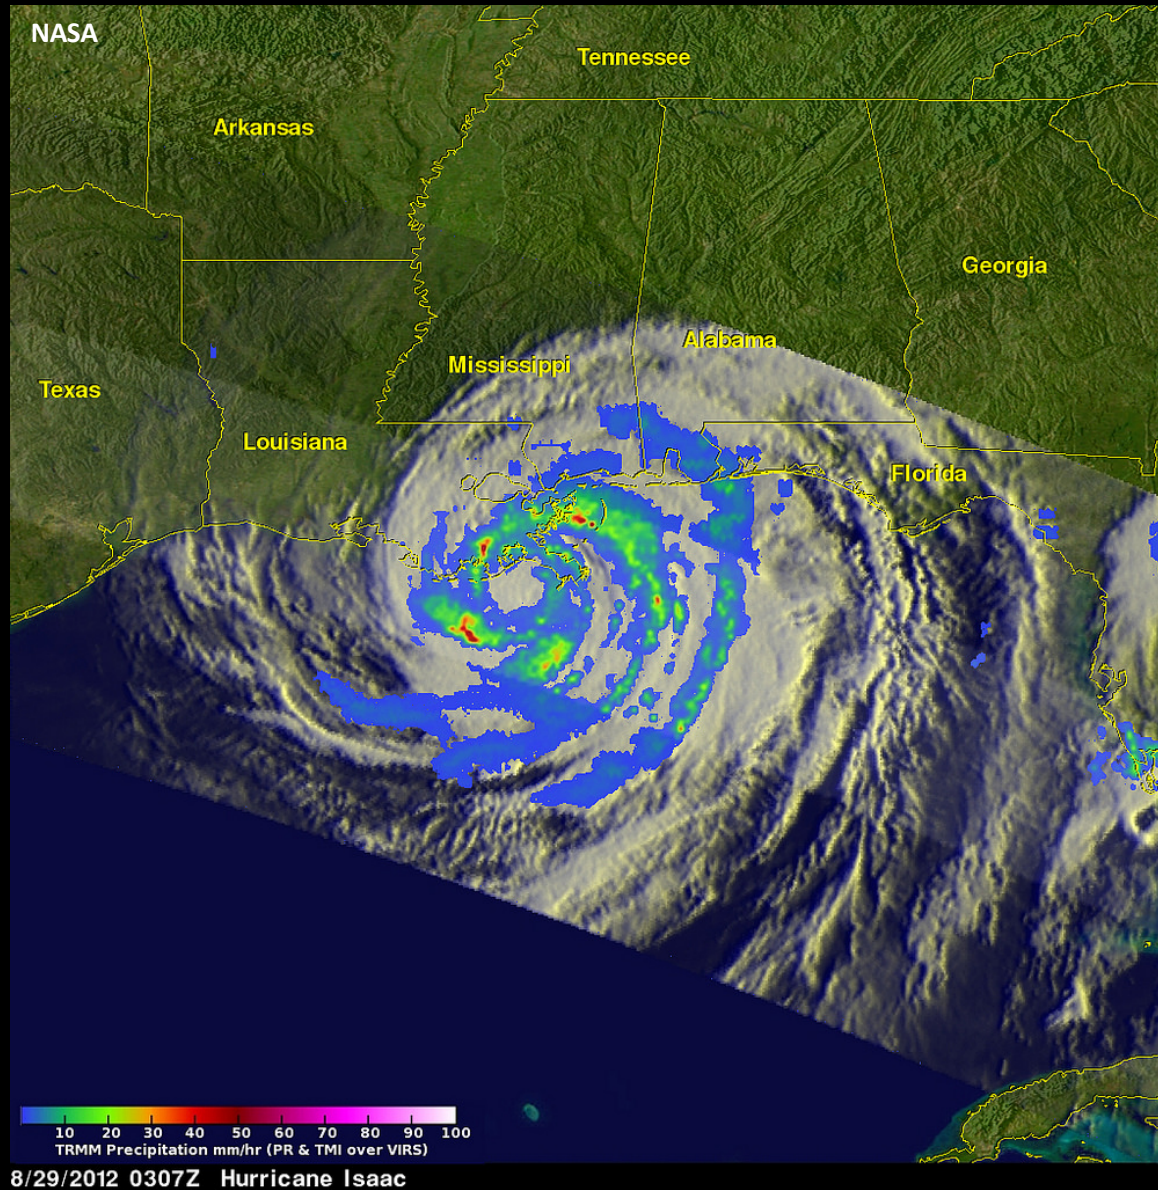 NASA
Tennessee
Arkansas
Georgia
Alabama
Mississippi
Texas
Louisiana
Florida
10 20 30 40 50 60 70 80 90 100
TRMM Precipitation mm/hr (PR & TMI over VIRS)
8/29/2012 0307Z Hurricane Isaac